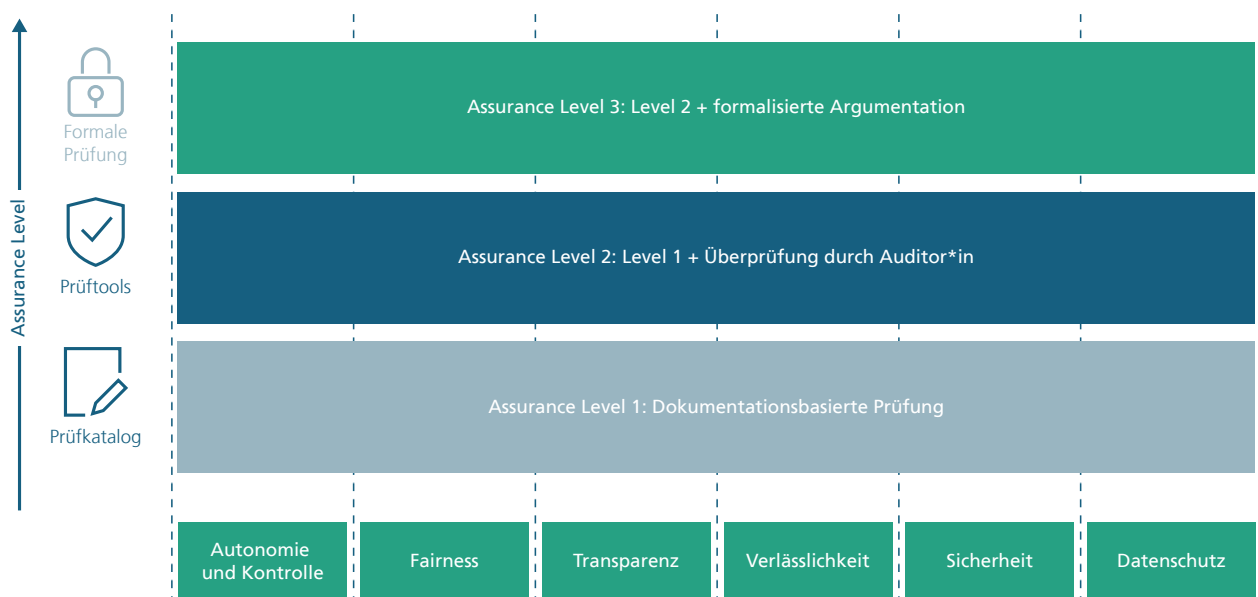 Assurance Level
Formale
Prüfung
Assurance Level 3: Level 2 + formalisierte Argumentation
Prüftools
Assurance Level 2: Level 1 + Überprüfung durch Auditor*in
Prüfkatalog
Assurance Level 1: Dokumentationsbasierte Prüfung
Autonomie
und Kontrolle
Fairness
Transparenz
Verlässlichkeit
Sicherheit
Datenschutz